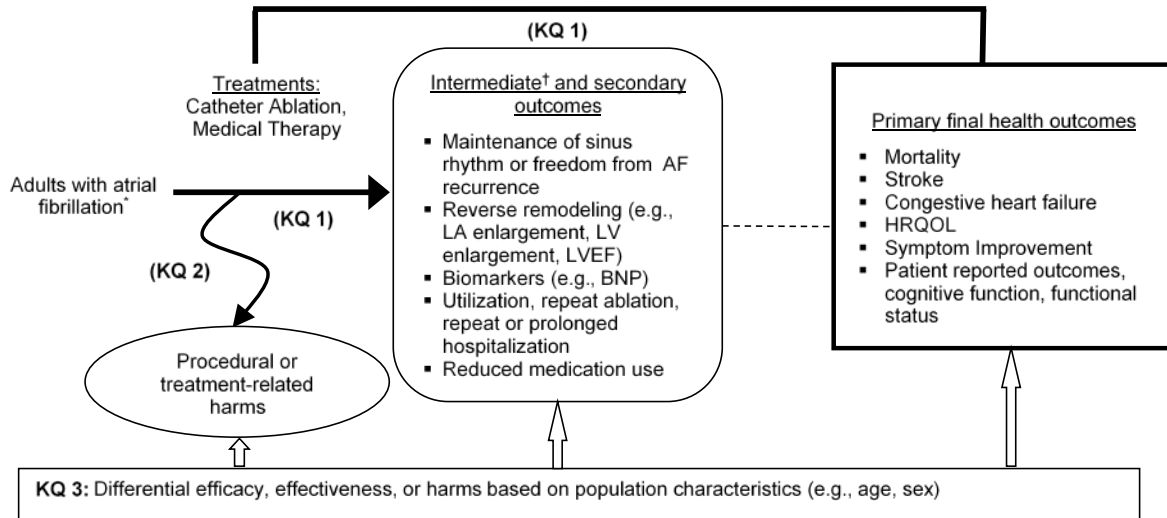 (KQ 1)
Treatments:
Catheter Ablation,
Medical Therapy
Adults with atrial
fibrillation*
(KQ 1)
(KQ 2)
Procedural or
treatment-related
harms
Intermediate† and secondary
outcomes
▪ Maintenance of sinus
rhythm or freedom from AF
recurrence
▪ Reverse remodeling (e.g.,
LA enlargement, LV
enlargement, LVEF)
▪ Biomarkers (e.g., BNP)
▪ Utilization, repeat ablation,
repeat or prolonged
hospitalization
▪ Reduced medication use
Primary final health outcomes
▪ Mortality
▪ Stroke
▪ Congestive heart failure
▪ HRQOL
▪ Symptom Improvement
▪ Patient reported outcomes,
cognitive function, functional
status
KQ 3: Differential efficacy, effectiveness, or harms based on population characteristics (e.g., age, sex)